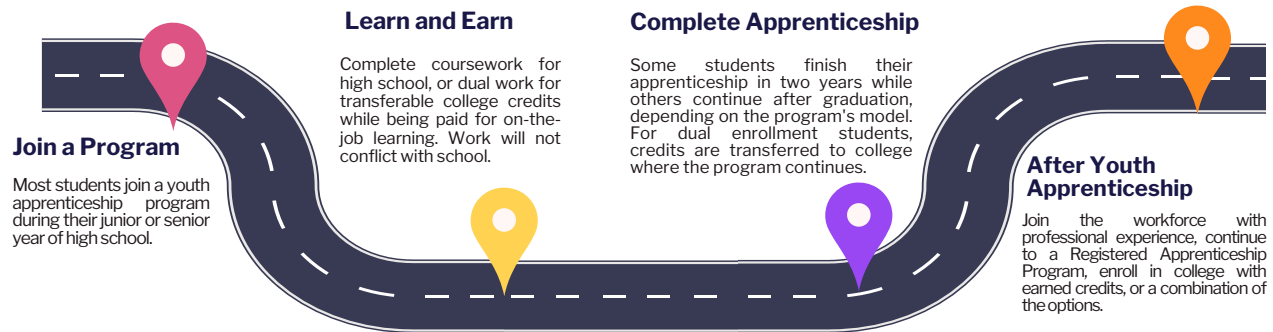 Join a Program
Most students join a youth
apprenticeship program
during their junior or senior
year of high school.
Learn and Earn
Complete coursework for
high school, or dual work for
transferable college credits
while being paid for on-the-
job learning. Work will not
conflict with school.
Complete Apprenticeship
Some students finish their
apprenticeship in two years while
others continue after graduation,
depending on the program's model.
For dual enrollment students,
credits are transferred to college
where the program continues.
After Youth
Apprenticeship
Join the workforce with
professional experience, continue
to a Registered Apprenticeship
Program, enroll in college with
earned credits, or a combination of
the options.